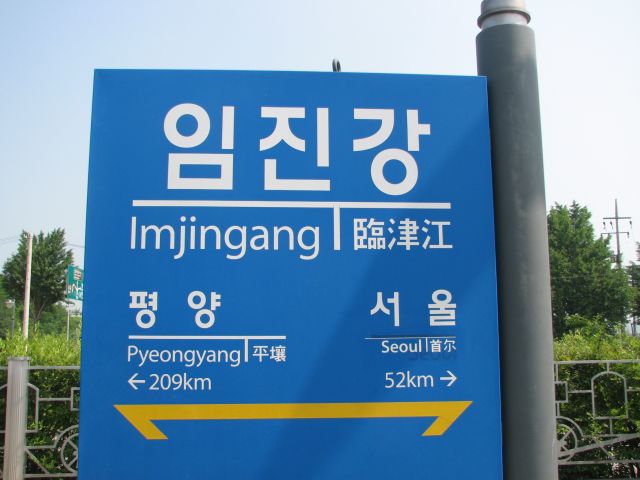 임진강
Imjingang 臨津江
평양 서울
Pyeongyang 平壤 Seoul 首尔
← 209km 52km →